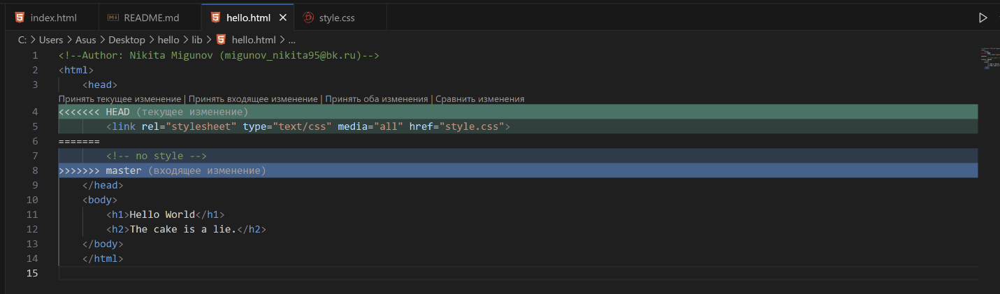 index.html README.md hello.html style.css
C: > Users > Asus > Desktop > hello > lib > hello.html > ...
1 <!--Author: Nikita Migunov (migunov_nikita95@bk.ru)-->
2 <html>
3 <head>
Принять текущее изменение | Принять входящее изменение | Принять оба изменения | Сравнить изменения
4 <<<<<<< HEAD (текущее изменение)
5 <link rel="stylesheet" type="text/css" media="all" href="style.css">
6 =======
7 <!-- no style -->
8 >>>>>>> master (входящее изменение)
9 </head>
10 <body>
11 <h1>Hello World</h1>
12 <h2>The cake is a lie.</h2>
13 </body>
14 </html>
15